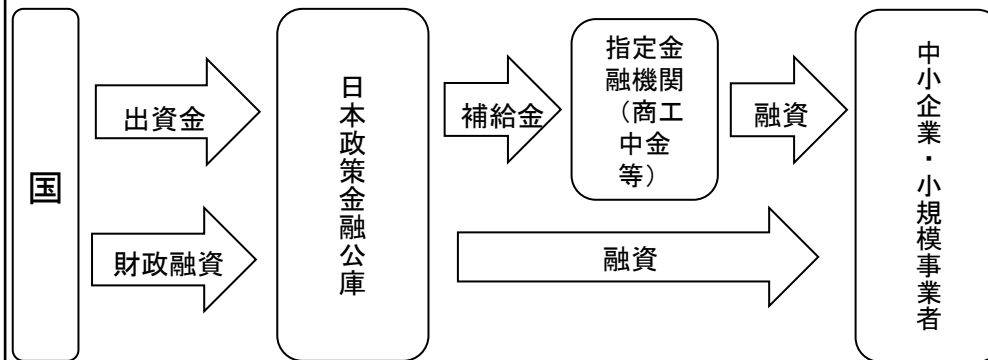 国
出資金
財政融資
日本政策金融公庫
補給金
指定金
融機関
（商工
中金
等）
融資
融資
中小企業・小規模事業者